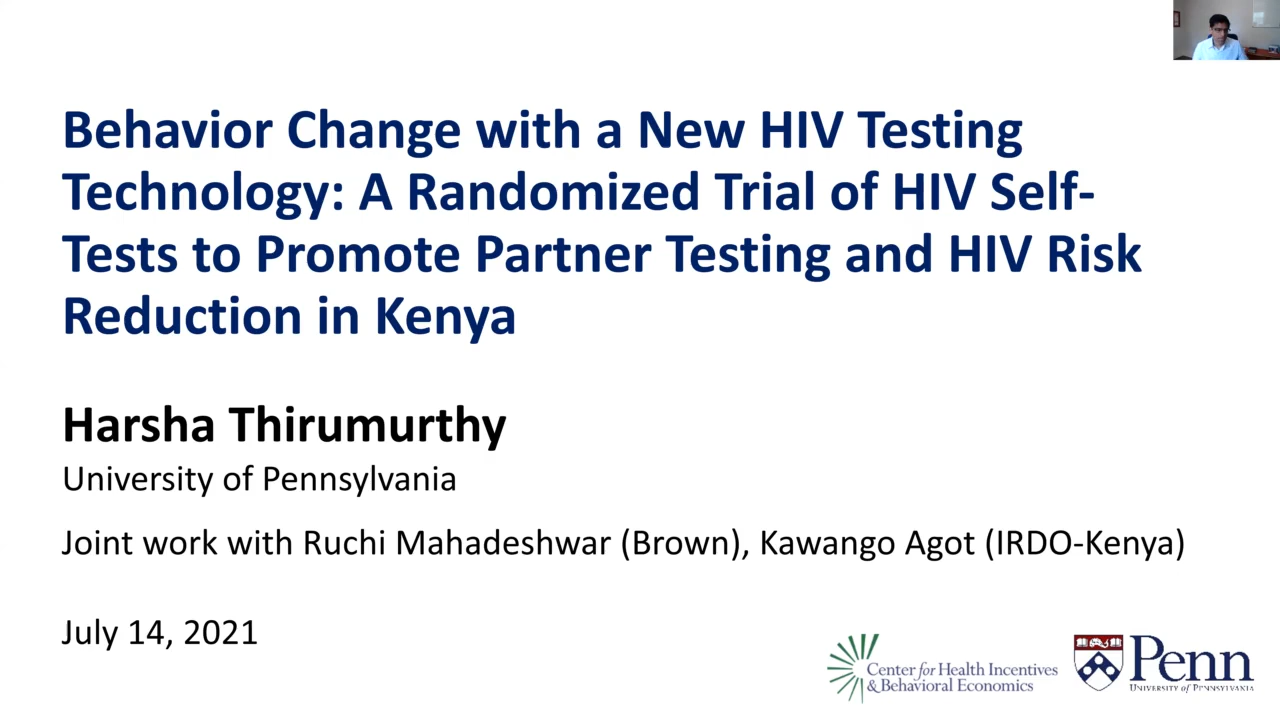 Behavior Change with a New HIV Testing
Technology: A Randomized Trial of HIV Self-
Tests to Promote Partner Testing and HIV Risk
Reduction in Kenya
Harsha Thirumurthy
University of Pennsylvania
Joint work with Ruchi Mahadeshwar (Brown), Kawango Agot (IRDO-Kenya)
July 14, 2021
Center for Health Incentives
& Behavioral Economics
Penn
UNIVERSITY of PENNSYLVANIA